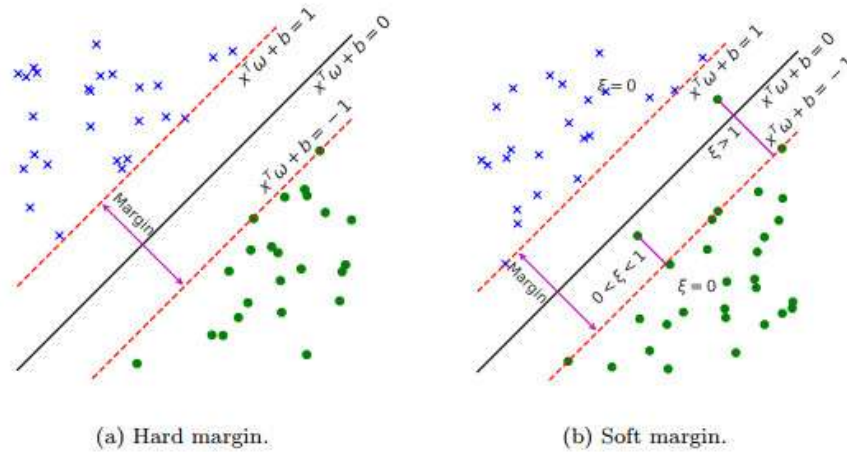 x^T ω + b = 1
x^T ω + b = 0
x^T ω + b = −1
Margin
(a) Hard margin.
ξ = 0
x^T ω + b = 1
x^T ω + b = 0
x^T ω + b = −1
ξ > 1
Margin
0 < ξ < 1
ξ = 0
(b) Soft margin.